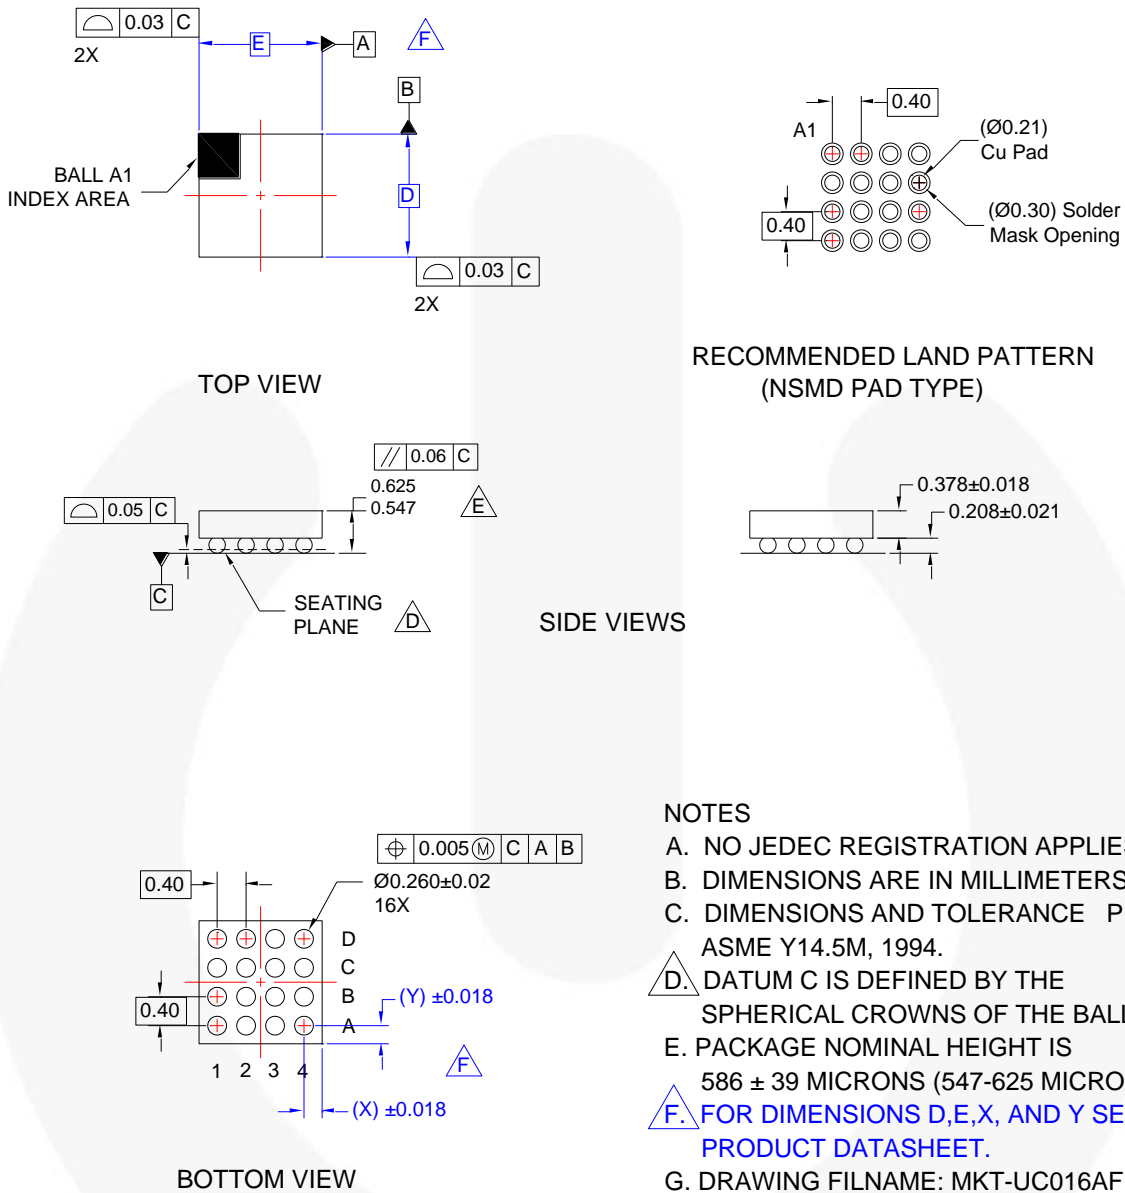 0.03 C
2X
E
A
F
B
BALL A1
INDEX AREA
D
0.03 C
2X
TOP VIEW
0.40
A1
(Ø0.21)
Cu Pad
0.40
(Ø0.30) Solder
Mask Opening
RECOMMENDED LAND PATTERN
(NSMD PAD TYPE)
// 0.06 C
0.625
0.547
E
0.05 C
C
SEATING
PLANE
D
0.378±0.018
0.208±0.021
SIDE VIEWS
0.005 Ⓜ C A B
Ø0.260±0.02
16X
0.40
D
C
B
A
0.40
(Y) ±0.018
F
1 2 3 4
(X) ±0.018
BOTTOM VIEW
NOTES
A. NO JEDEC REGISTRATION APPLIES
B. DIMENSIONS ARE IN MILLIMETERS
C. DIMENSIONS AND TOLERANCE P
ASME Y14.5M, 1994.
D. DATUM C IS DEFINED BY THE
SPHERICAL CROWNS OF THE BALL
E. PACKAGE NOMINAL HEIGHT IS
586 ± 39 MICRONS (547-625 MICRO
F. FOR DIMENSIONS D,E,X, AND Y SE
PRODUCT DATASHEET.
G. DRAWING FILNAME: MKT-UC016AF